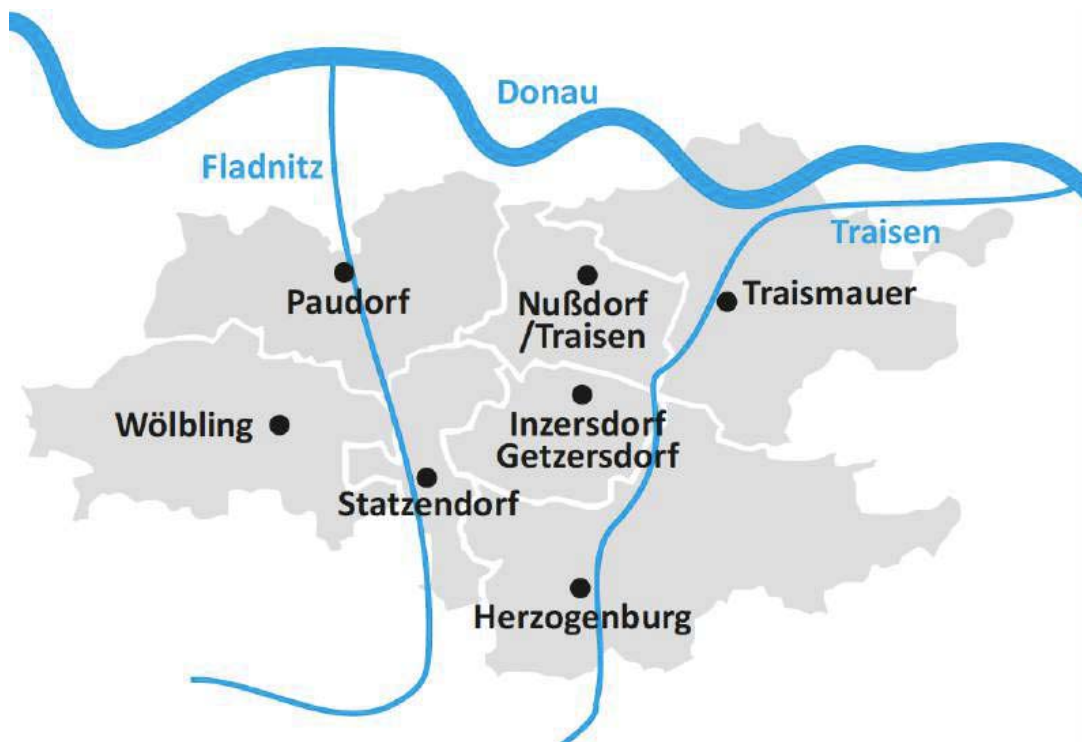 Donau
Fladnitz
Traisen
Paudorf
Nußdorf
/Traisen
Traismauer
Wölbling
Inzersdorf
Getzersdorf
Statzendorf
Herzogenburg